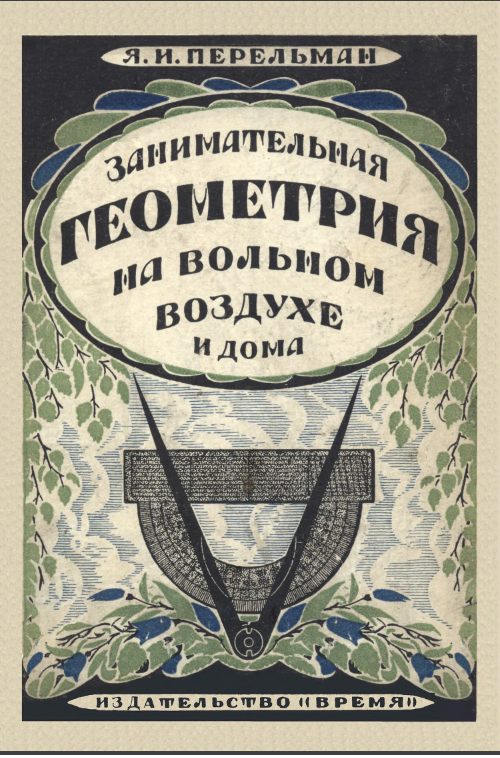 Я. И. ПЕРЕЛЬМАН
ЗАНИМАТЕЛЬНАЯ
ГЕОМЕТРИЯ
НА ВОЛЬНОМ
ВОЗДУХЕ
И ДОМА
ИЗДАТЕЛЬСТВО «ВРЕМЯ»